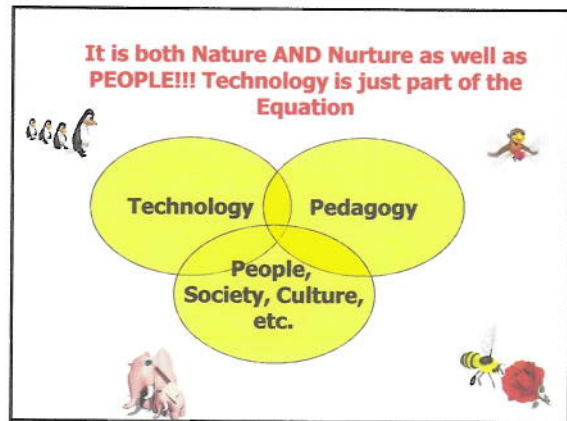 It is both Nature AND Nurture as well as
PEOPLE!!! Technology is just part of the
Equation
Technology
Pedagogy
People,
Society, Culture,
etc.